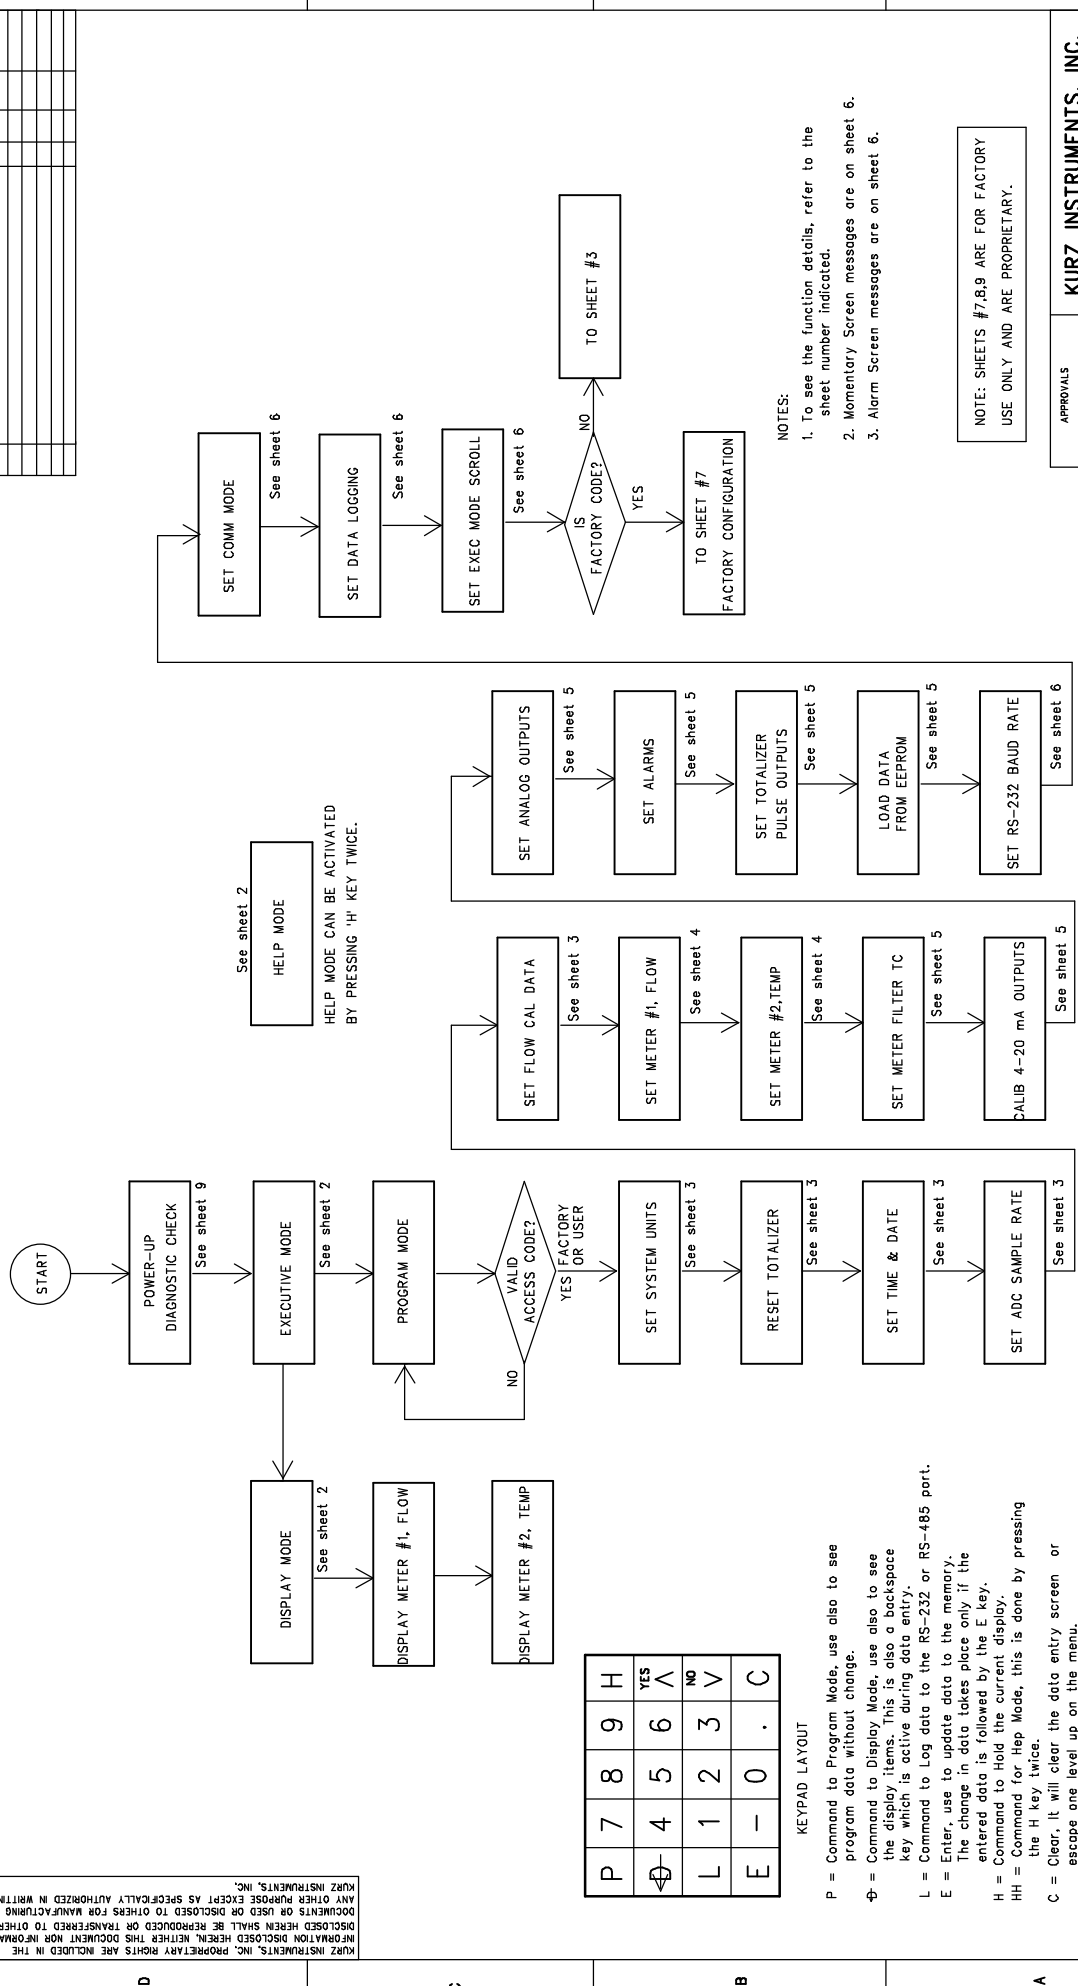 START
POWER-UP
DIAGNOSTIC CHECK
See sheet 9
EXECUTIVE MODE
See sheet 2
PROGRAM MODE
VALID
ACCESS CODE?
NO
YES
FACTORY
OR USER
SET SYSTEM UNITS
See sheet 3
RESET TOTALIZER
See sheet 3
SET TIME & DATE
See sheet 3
SET ADC SAMPLE RATE
See sheet 3
DISPLAY MODE
See sheet 2
DISPLAY METER #1, FLOW
DISPLAY METER #2, TEMP
See sheet 2
HELP MODE
HELP MODE CAN BE ACTIVATED
BY PRESSING 'H' KEY TWICE.
SET FLOW CAL DATA
See sheet 3
SET METER #1, FLOW
See sheet 4
SET METER #2,TEMP
See sheet 4
SET METER FILTER TC
See sheet 5
CALIB 4-20 mA OUTPUTS
See sheet 5
SET ANALOG OUTPUTS
See sheet 5
SET ALARMS
See sheet 5
SET TOTALIZER
PULSE OUTPUTS
See sheet 5
LOAD DATA
FROM EEPROM
See sheet 5
SET RS-232 BAUD RATE
See sheet 6
SET COMM MODE
See sheet 6
SET DATA LOGGING
See sheet 6
SET EXEC MODE SCROLL
See sheet 6
IS
FACTORY CODE?
NO
YES
TO SHEET #3
TO SHEET #7
FACTORY CONFIGURATION
NOTES:
1. To see the function details, refer to the
sheet number indicated.
2. Momentary Screen messages are on sheet 6.
3. Alarm Screen messages are on sheet 6.
NOTE: SHEETS #7,8,9 ARE FOR FACTORY
USE ONLY AND ARE PROPRIETARY.
APPROVALS
KURZ INSTRUMENTS, INC.
P 7 8 9 H
D 4 5 6 YES
L 1 2 3 NO
E - 0 . C
KEYPAD LAYOUT
P = Command to Program Mode, use also to see
program data without change.
D = Command to Display Mode, use also to see
the display items. This is also a backspace
key which is active during data entry.
L = Command to Log data to the RS-232 or RS-485 port.
E = Enter, use to update data to the memory.
The change in data takes place only if the
entered data is followed by the E key.
H = Command to Hold the current display.
HH = Command for Hep Mode, this is done by pressing
the H key twice.
C = Clear, It will clear the data entry screen or
escape one level up on the menu.
KURZ INSTRUMENTS, INC. PROPRIETARY RIGHTS ARE INCLUDED IN THE
INFORMATION DISCLOSED HEREIN. NEITHER THIS DOCUMENT NOR
DISCLOSED HEREIN SHALL BE REPRODUCED OR TRANSFERRED TO
DOCUMENTS OR USED OR DISCLOSED TO OTHERS FOR MANUFACTURING
ANY OTHER PURPOSE EXCEPT AS SPECIFICALLY AUTHORIZED IN
KURZ INSTRUMENTS, INC.
D
B
A